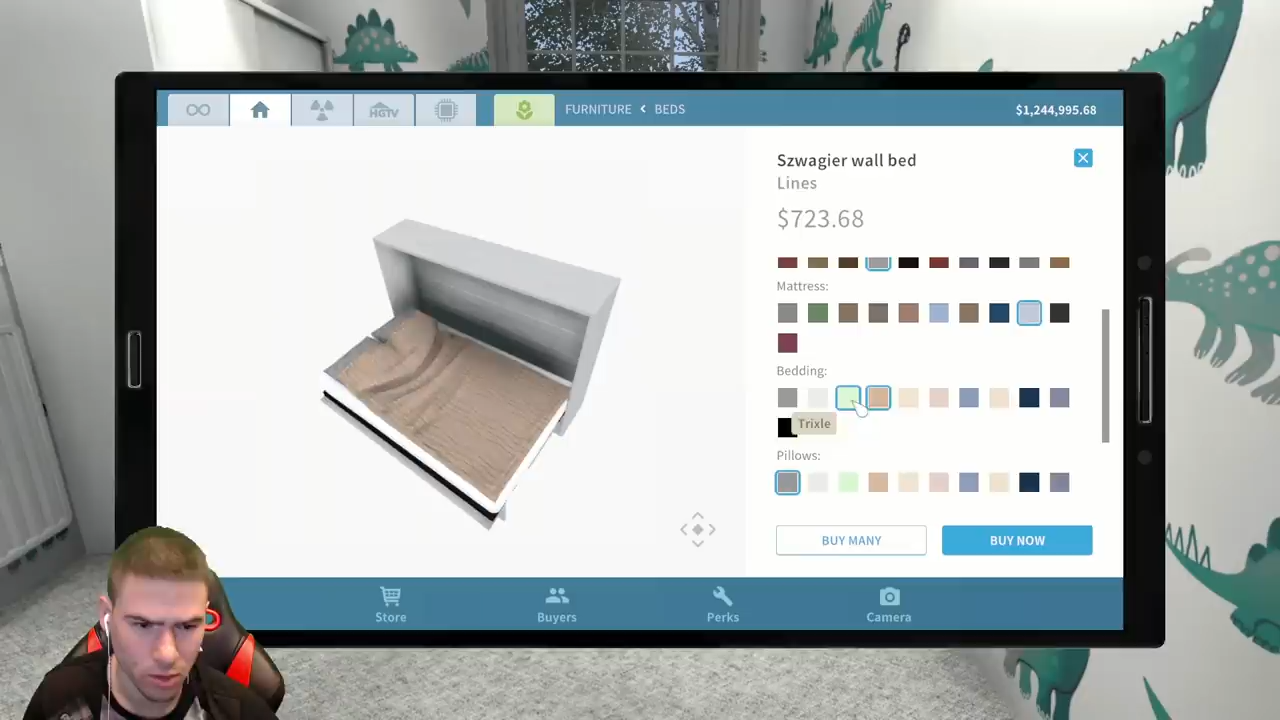 HGTV
FURNITURE < BEDS
$1,244,995.68
Szwagier wall bed
Lines
$723.68
Mattress:
Bedding:
Trixle
Pillows:
BUY MANY
BUY NOW
Store
Buyers
Perks
Camera